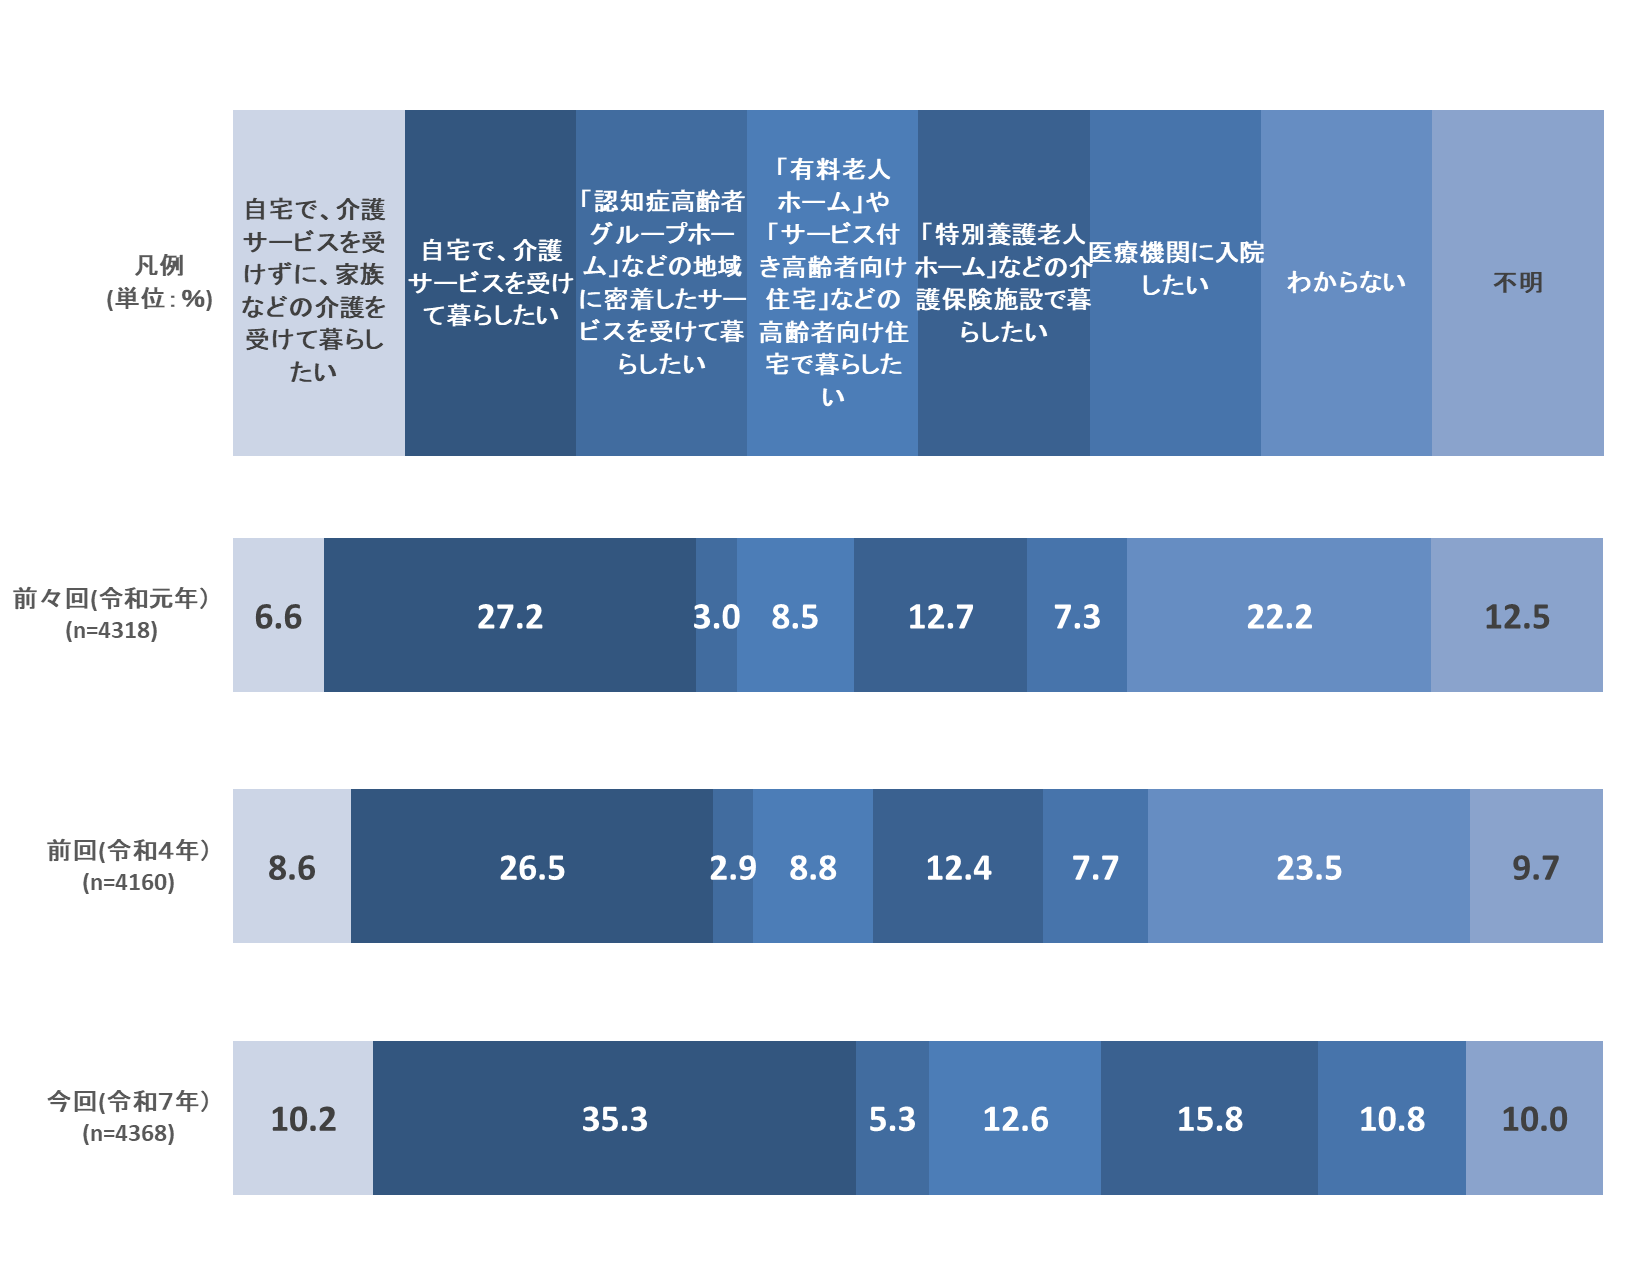 凡例
(単位：%)
自宅で、介護
サービスを受
けずに、家族
などの介護を
受けて暮らし
たい
自宅で、介護
サービスを受け
て暮らしたい
「認知症高齢者
グループホー
ム」などの地域
に密着したサー
ビスを受けて暮
らしたい
「有料老人
ホーム」や
「サービス付
き高齢者向け
住宅」などの
高齢者向け住
宅で暮らした
い
「特別養護老人
ホーム」などの介
護保険施設で暮
らしたい
医療機関に入院
したい
わからない
不明
前々回(令和元年）
(n=4318)
6.6
27.2
3.0
8.5
12.7
7.3
22.2
12.5
前回(令和4年）
(n=4160)
8.6
26.5
2.9
8.8
12.4
7.7
23.5
9.7
今回(令和7年）
(n=4368)
10.2
35.3
5.3
12.6
15.8
10.8
10.0